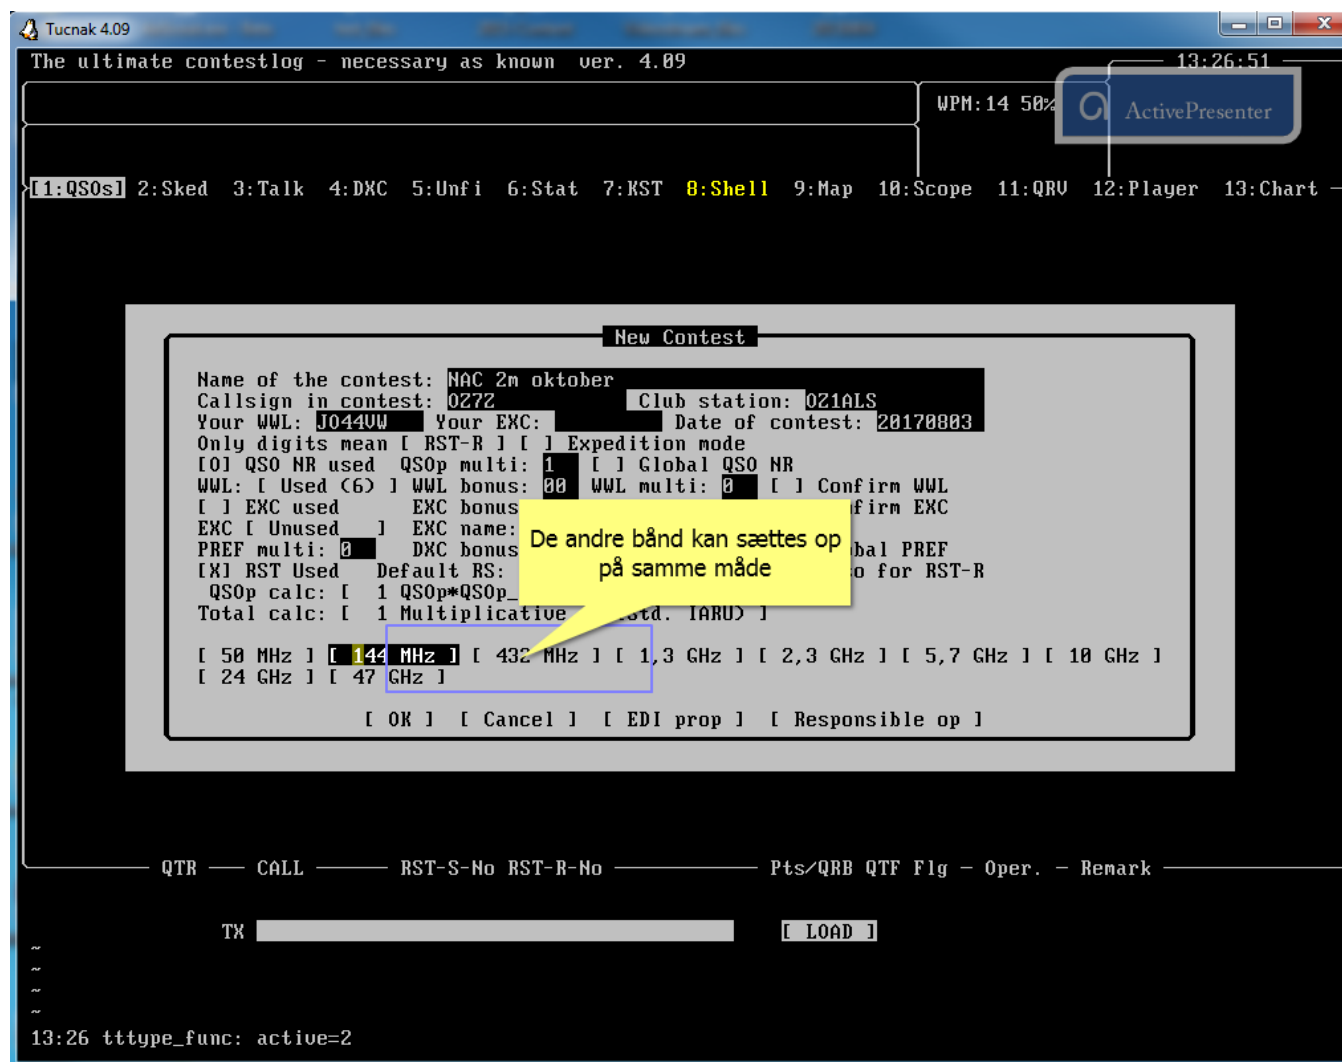 Tucnak 4.09
The ultimate contestlog - necessary as known ver. 4.09 13:26:51
WPM:14 50%
ActivePresenter
[1:QSOs] 2:Sked 3:Talk 4:DXC 5:Unfi 6:Stat 7:KST 8:Shell 9:Map 10:Scope 11:QRV 12:Player 13:Chart
New Contest
Name of the contest: NAC 2m oktober
Callsign in contest: OZ7Z Club station: OZ1ALS
Your WWL: JO44VW Your EXC: Date of contest: 20170803
Only digits mean [ RST-R ] [ ] Expedition mode
[O] QSO NR used QSOp multi: 1 [ ] Global QSO NR
WWL: [ Used (6) ] WWL bonus: 00 WWL multi: 0 [ ] Confirm WWL
[ ] EXC used EXC bonus firm EXC
EXC [ Unused ] EXC name:
PREF multi: 0 DXC bonus bal PREF
[X] RST Used Default RS: o for RST-R
QSOp calc: [ 1 QSOp*QSOp_
Total calc: [ 1 Multiplicative std. IARU) ]
De andre bånd kan sættes op
på samme måde
[ 50 MHz ] [ 144 MHz ] [ 432 MHz ] [ 1,3 GHz ] [ 2,3 GHz ] [ 5,7 GHz ] [ 10 GHz ]
[ 24 GHz ] [ 47 GHz ]
[ OK ] [ Cancel ] [ EDI prop ] [ Responsible op ]
QTR CALL RST-S-No RST-R-No Pts/QRB QTF Flg - Oper. - Remark
TX [ LOAD ]
~
~
~
~
13:26 tttype_func: active=2